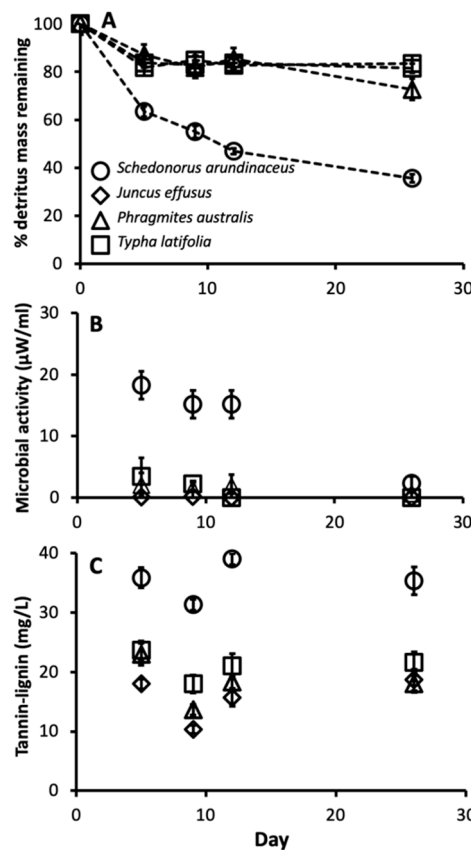 A
% detritus mass remaining
100
80
60
40
20
0
Schedonorus arundinaceus
Juncus effusus
Phragmites australis
Typha latifolia
0 10 20 30
B
Microbial activity (µW/ml)
30
20
10
0
0 10 20 30
C
Tannin-lignin (mg/L)
40
30
20
10
0
0 10 20 30
Day